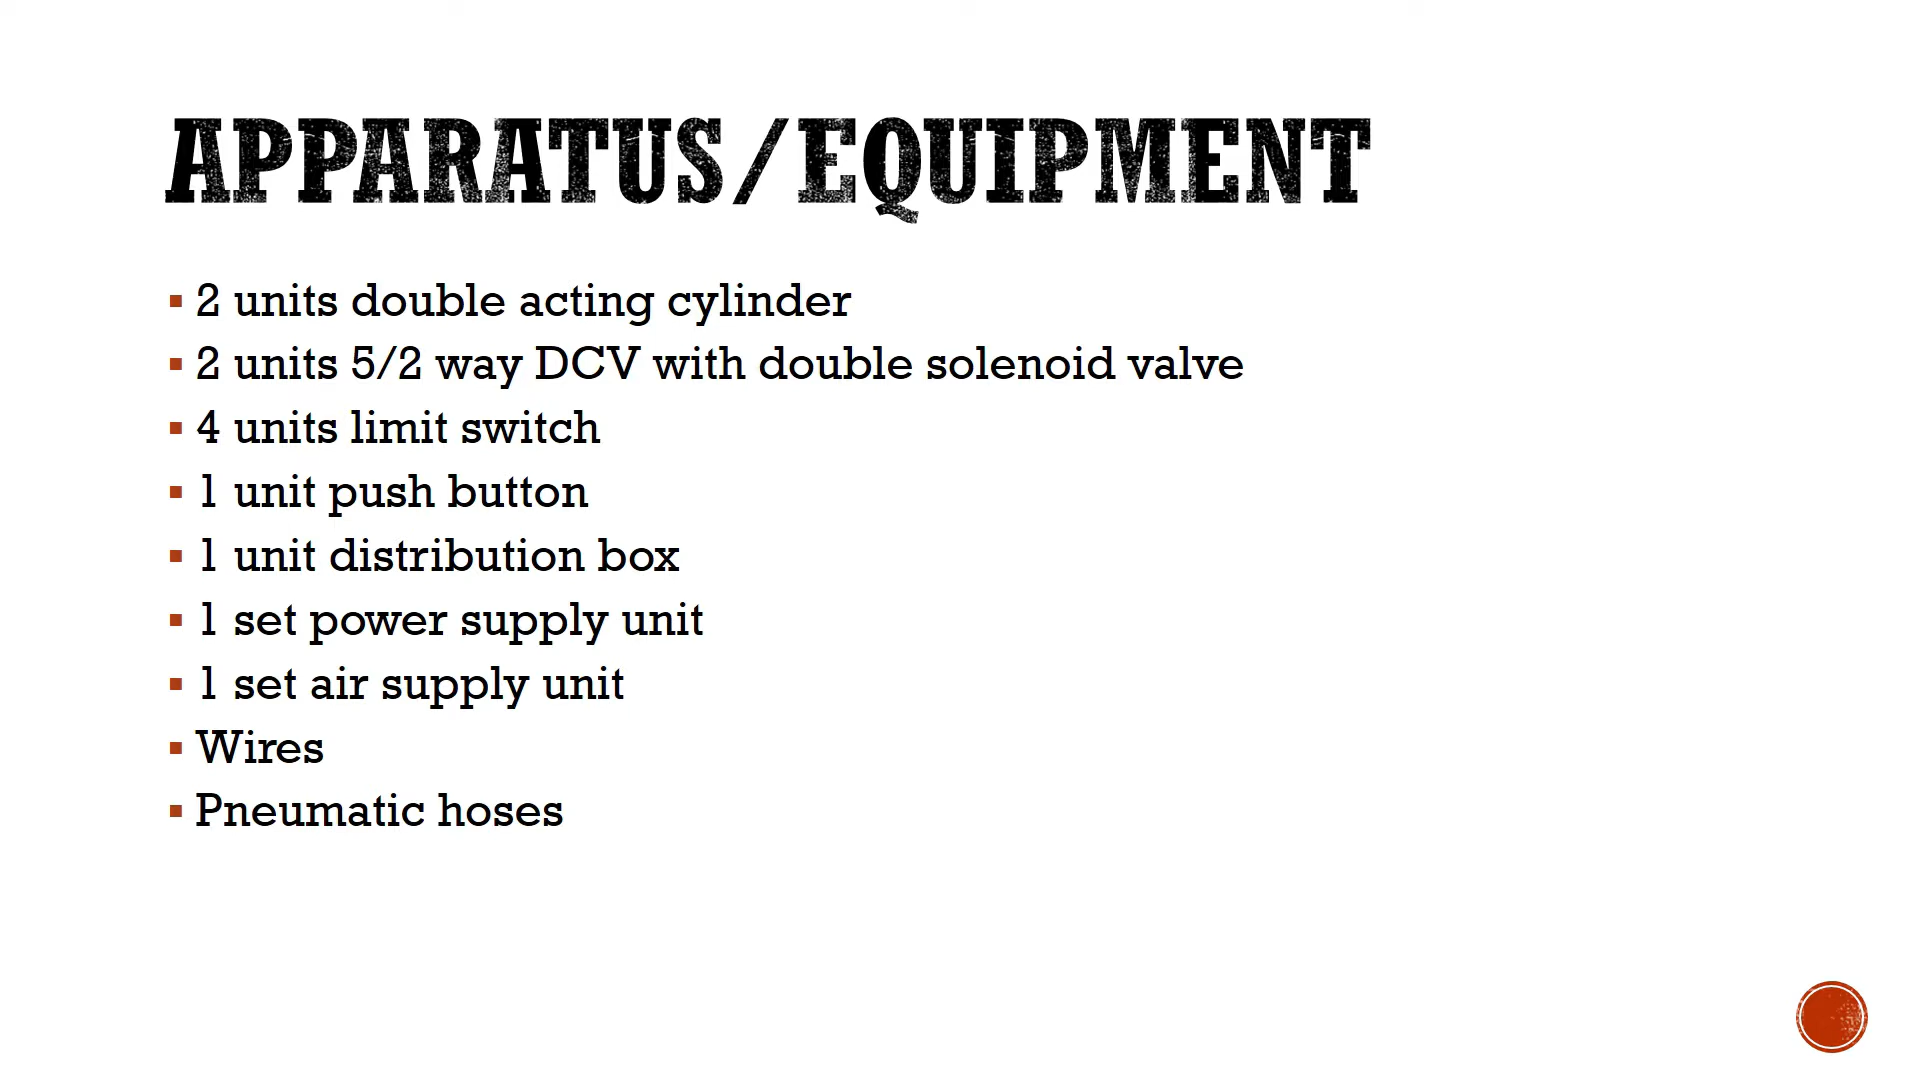 APPARATUS/EQUIPMENT
▪ 2 units double acting cylinder
▪ 2 units 5/2 way DCV with double solenoid valve
▪ 4 units limit switch
▪ 1 unit push button
▪ 1 unit distribution box
▪ 1 set power supply unit
▪ 1 set air supply unit
▪ Wires
▪ Pneumatic hoses